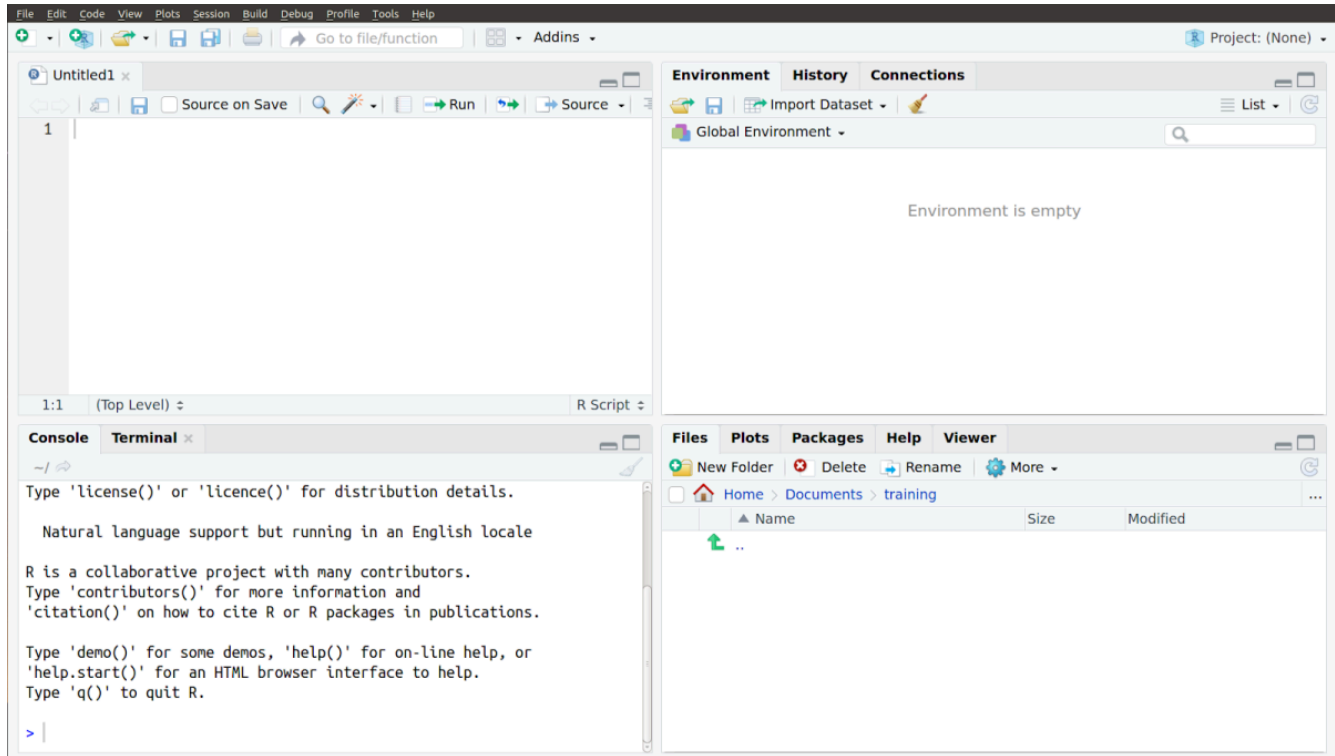 File Edit Code View Plots Session Build Debug Profile Tools Help
Go to file/function Addins Project: (None)
Untitled1
Source on Save Run Source
1
1:1 (Top Level) R Script
Environment History Connections
Import Dataset List
Global Environment
Environment is empty
Console Terminal
~/
Type 'license()' or 'licence()' for distribution details.
Natural language support but running in an English locale
R is a collaborative project with many contributors.
Type 'contributors()' for more information and
'citation()' on how to cite R or R packages in publications.
Type 'demo()' for some demos, 'help()' for on-line help, or
'help.start()' for an HTML browser interface to help.
Type 'q()' to quit R.
>
Files Plots Packages Help Viewer
New Folder Delete Rename More
Home > Documents > training ...
Name Size Modified
..